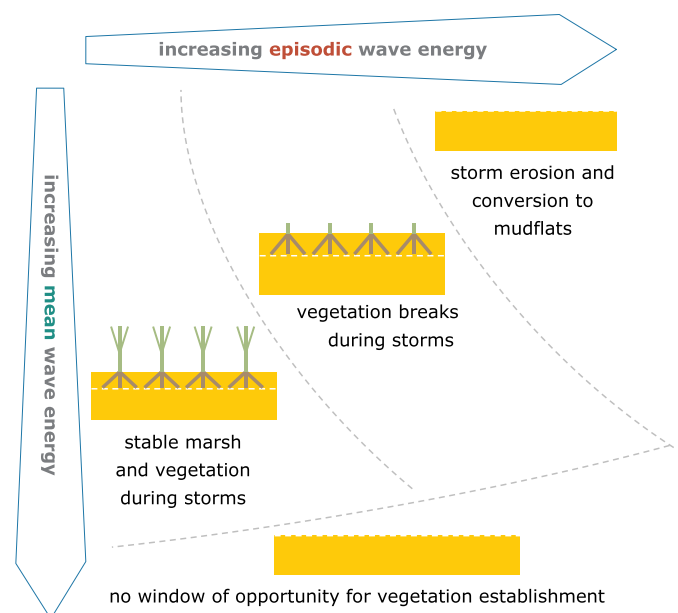 increasing episodic wave energy
increasing mean wave energy
storm erosion and
conversion to
mudflats
vegetation breaks
during storms
stable marsh
and vegetation
during storms
no window of opportunity for vegetation establishment